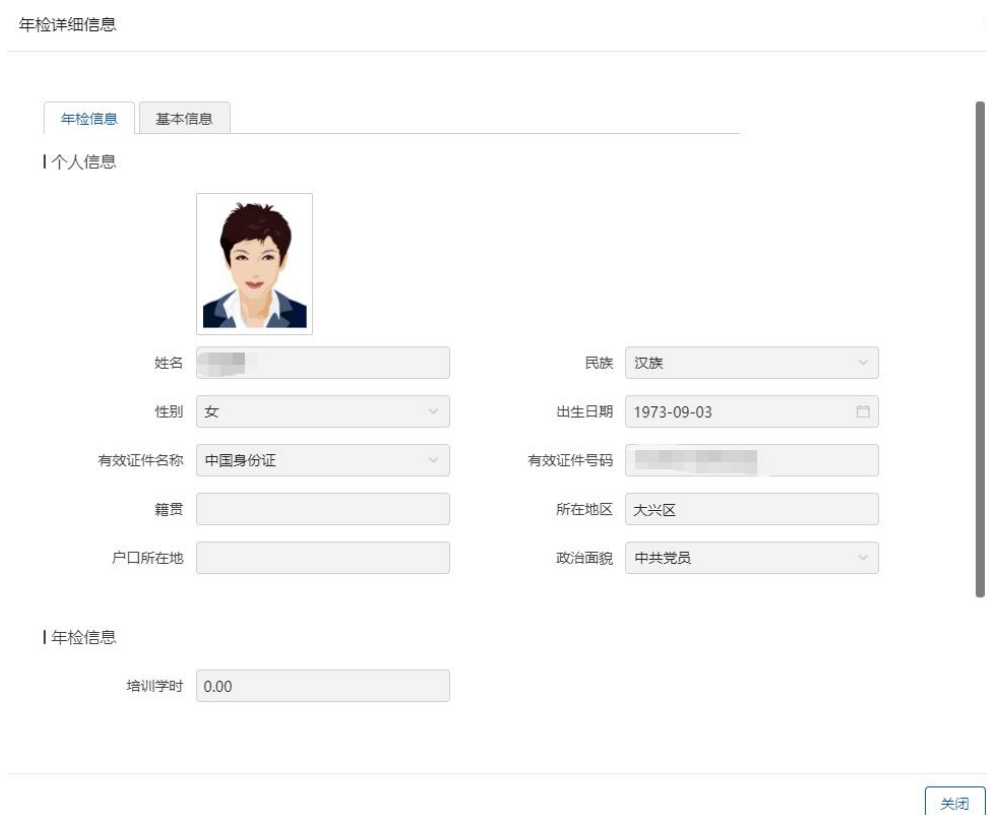 年检详细信息
年检信息 基本信息
个人信息
姓名 民族 汉族
性别 女 出生日期 1973-09-03
有效证件名称 中国身份证 有效证件号码
籍贯 所在地区 大兴区
户口所在地 政治面貌 中共党员
年检信息
培训学时 0.00
关闭